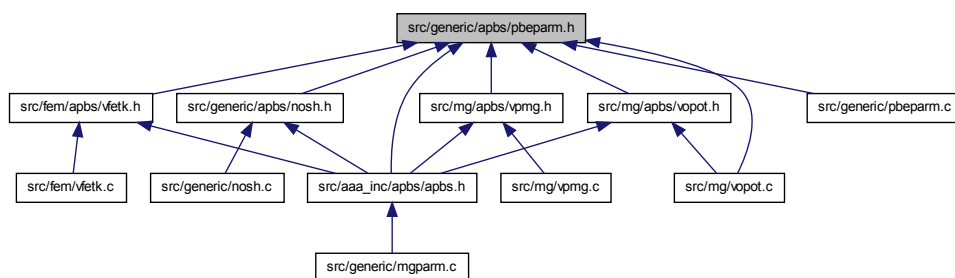 src/generic/apbs/pbeparm.h
src/fem/apbs/vfetk.h
src/generic/apbs/nosh.h
src/mg/apbs/vpmg.h
src/mg/apbs/vopot.h
src/generic/pbeparm.c
src/fem/vfetk.c
src/generic/nosh.c
src/aaa_inc/apbs/apbs.h
src/mg/vpmg.c
src/mg/vopot.c
src/generic/mgparm.c